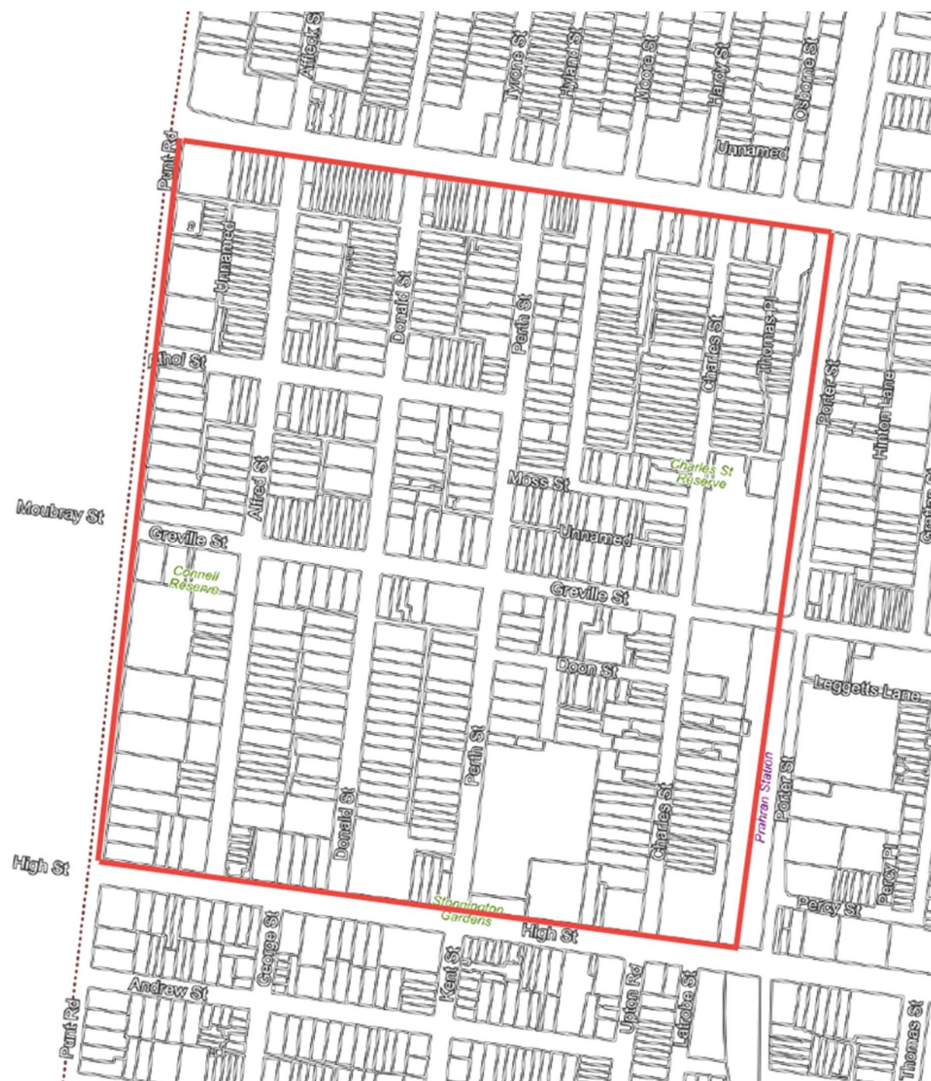 Affleck St
Tyrone St
Hyland St
Moore St
Hardy St
Osborne St
Unnamed
Punt Rd
Unnamed
Donald St
Perth St
Charles St
Thomas Pl
Porter St
Hinton Lane
Athol St
Charles St
Reserve
Moss St
Alfred St
Moubray St
Greville St
Unnamed
Connell
Reserve
Greville St
Doon St
Leggetts Lane
Perth St
Donald St
Charles St
Prahran Station
Porter St
Percy Pl
High St
Stonnington
Gardens
High St
Percy St
George St
Kent St
Andrew St
Upton Rd
Latrobe St
Punt Rd
Thomas St